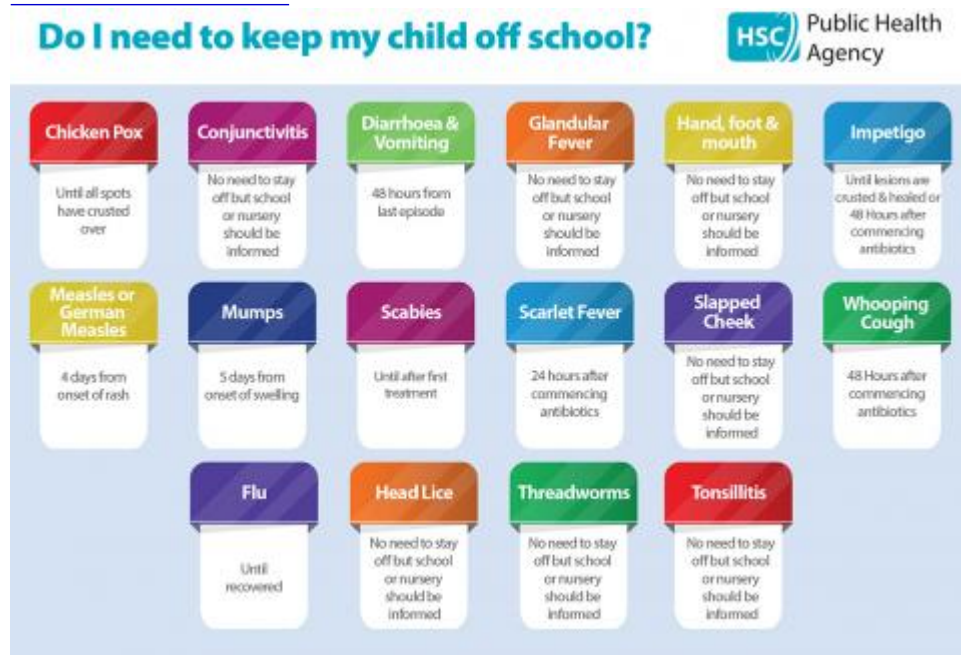 Do I need to keep my child off school?
HSC
Public Health
Agency
Chicken Pox
Until all spots
have crusted
over
Conjunctivitis
No need to stay
off but school
or nursery
should be
informed
Diarrhoea &
Vomiting
48 hours from
last episode
Glandular
Fever
No need to stay
off but school
or nursery
should be
informed
Hand, foot &
mouth
No need to stay
off but school
or nursery
should be
informed
Impetigo
Until lesions are
crusted & healed or
48 Hours after
commencing
antibiotics
Measles or
German
Measles
4 days from
onset of rash
Mumps
5 days from
onset of swelling
Scabies
Until after first
treatment
Scarlet Fever
24 hours after
commencing
antibiotics
Slapped
Cheek
No need to stay
off but school
or nursery
should be
informed
Whooping
Cough
48 Hours after
commencing
antibiotics
Flu
Until
recovered
Head Lice
No need to stay
off but school
or nursery
should be
informed
Threadworms
No need to stay
off but school
or nursery
should be
informed
Tonsillitis
No need to stay
off but school
or nursery
should be
informed